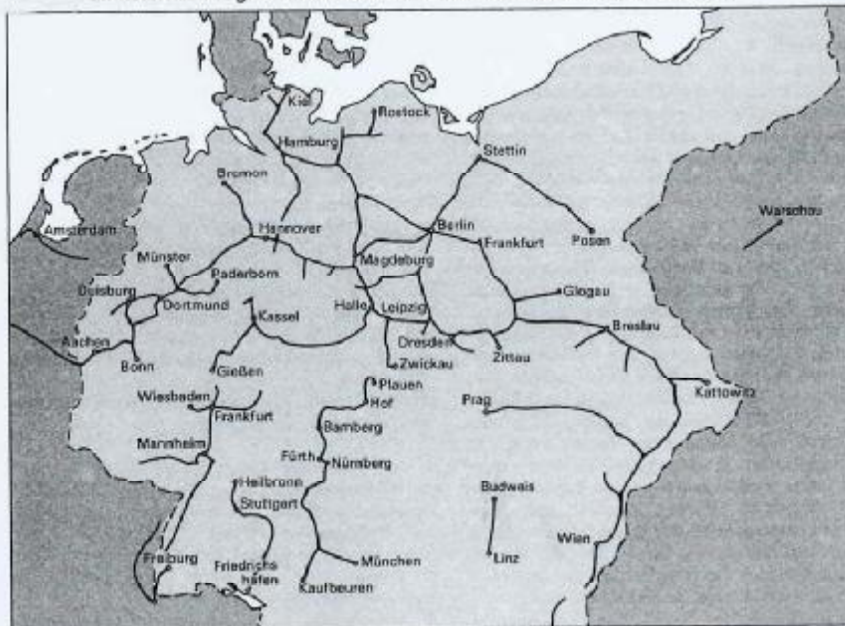 Kiel
Rostock
Hamburg
Stettin
Bremen
Warschau
Amsterdam
Hannover
Berlin
Frankfurt
Posen
Münster
Paderborn
Magdeburg
Duisburg
Dortmund
Glogau
Halle
Leipzig
Kassel
Breslau
Aachen
Dresden
Zittau
Bonn
Gießen
Zwickau
Plauen
Kattowitz
Wiesbaden
Hof
Prag
Frankfurt
Bamberg
Mannheim
Fürth
Nürnberg
Heilbronn
Stuttgart
Budweis
Wien
Freiburg
Friedrichs
hafen
München
Linz
Kaufbeuren